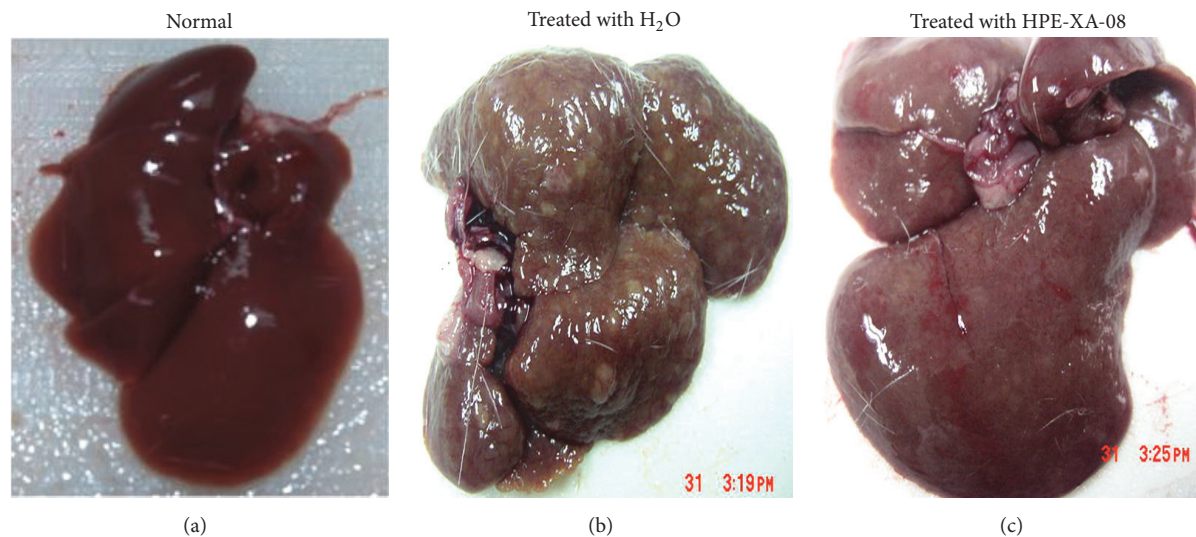 Normal
Treated with H₂O
Treated with HPE-XA-08
31 3:19PM
31 3:25PM
(a)
(b)
(c)